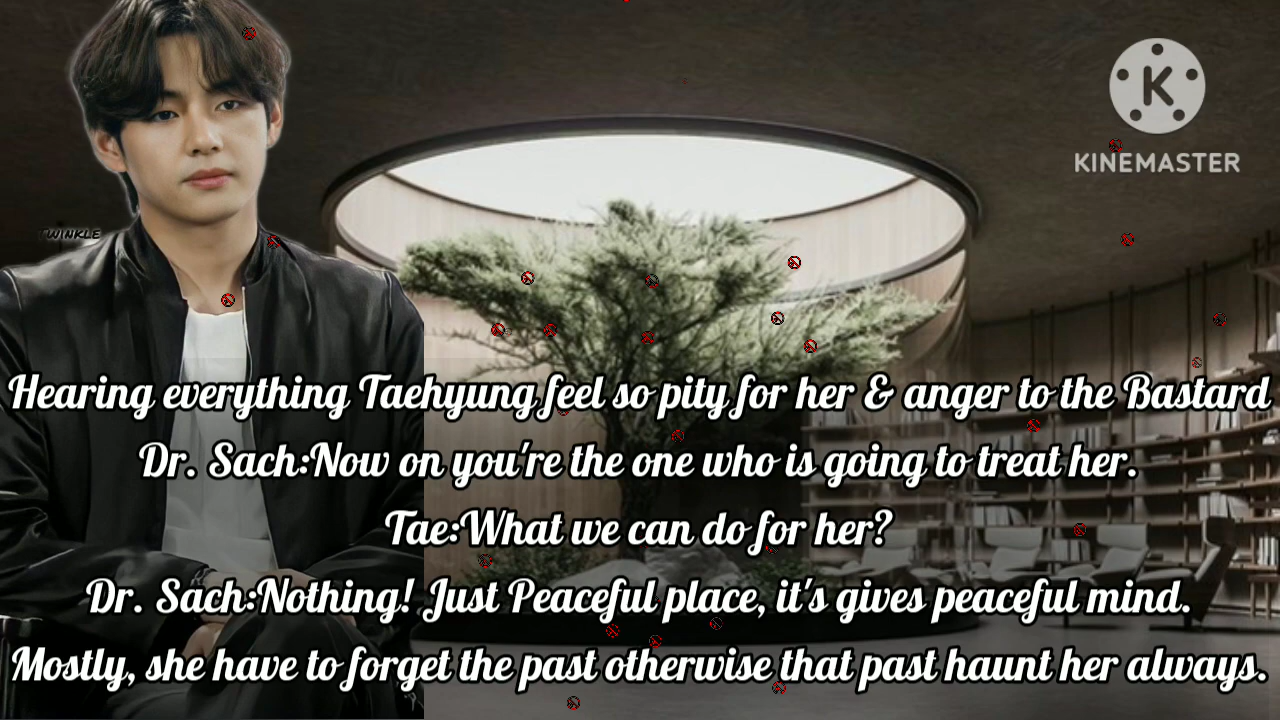 KINEMASTER
TWINKLE
Hearing everything Taehyung feel so pity for her & anger to the Bastard
Dr. Sach:Now on you're the one who is going to treat her.
Tae:What we can do for her?
Dr. Sach:Nothing! Just Peaceful place, it's gives peaceful mind.
Mostly, she have to forget the past otherwise that past haunt her always.